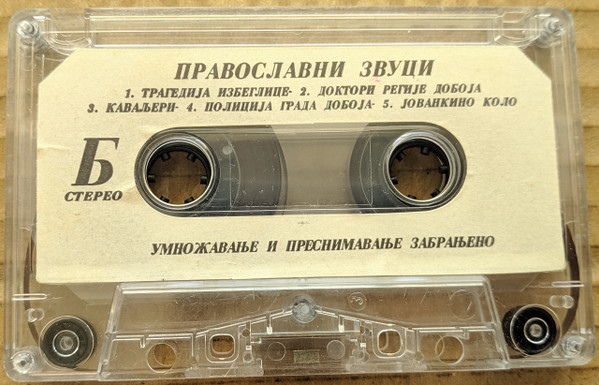 ПРАВОСЛАВНИ ЗВУЦИ
1. ТРАГЕДИЈА ИЗБЕГЛИЦЕ- 2. ДОКТОРИ РЕГИЈЕ ДОБОЈА
3. КАВАЉЕРИ- 4. ПОЛИЦИЈА ГРАДА ДОБОЈА- 5. ЈОВАНКИНО КОЛО
Б
СТЕРЕО
УМНОЖАВАЊЕ И ПРЕСНИМАВАЊЕ ЗАБРАЊЕНО